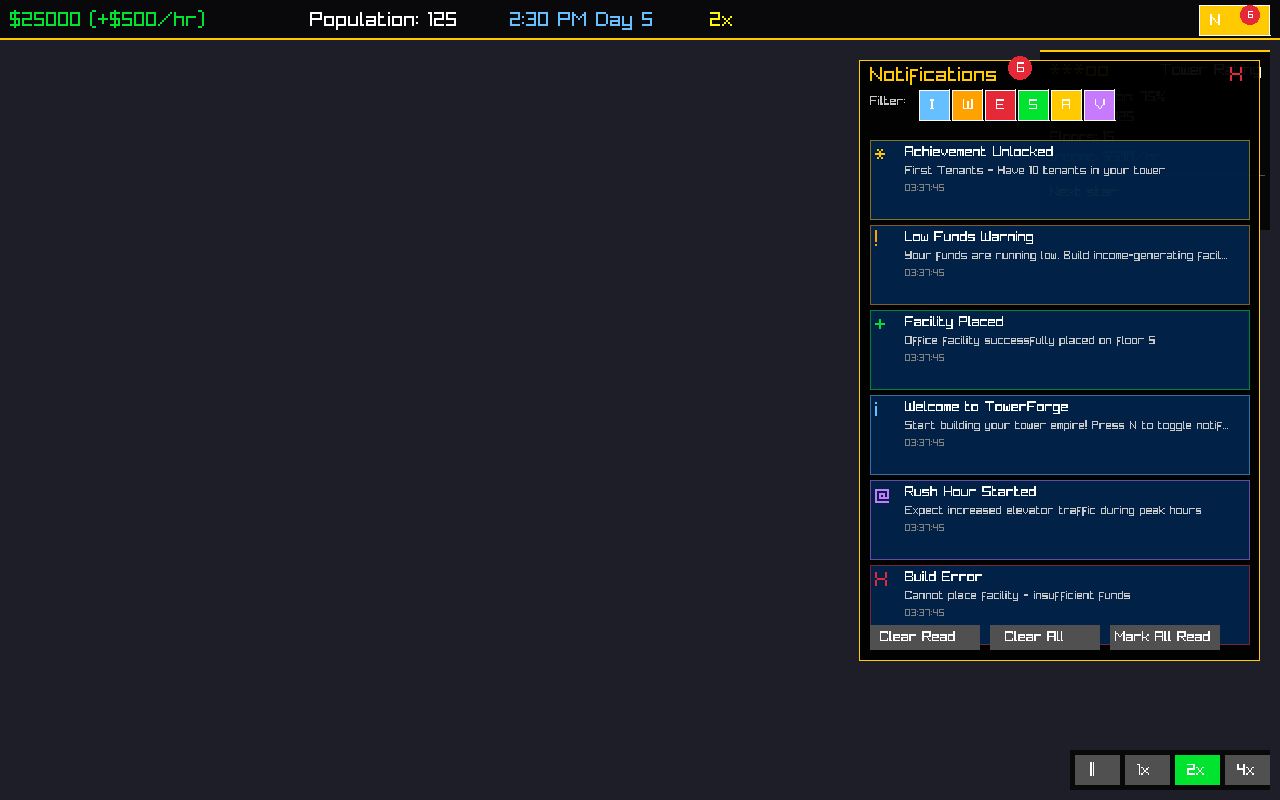 $25000 (+$500/hr) Population: 125 2:30 PM Day 5 2x N 6
Notifications 6 X
Filter: I W E S A V
* Achievement Unlocked
First Tenants - Have 10 tenants in your tower
03:37:45
! Low Funds Warning
Your funds are running low. Build income-generating facil...
03:37:45
+ Facility Placed
Office facility successfully placed on floor 5
03:37:45
i Welcome to TowerForge
Start building your tower empire! Press N to toggle notif...
03:37:45
@ Rush Hour Started
Expect increased elevator traffic during peak hours
03:37:45
X Build Error
Cannot place facility - insufficient funds
03:37:45
Clear Read Clear All Mark All Read
|| 1x 2x 4x